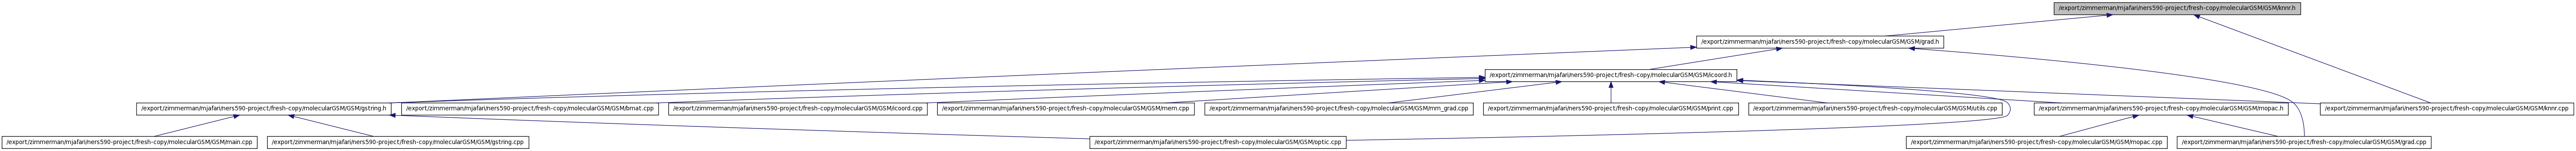 /export/zimmerman/mjafari/ners590-project/fresh-copy/molecularGSM/GSM/knnr.h
/export/zimmerman/mjafari/ners590-project/fresh-copy/molecularGSM/GSM/grad.h
/export/zimmerman/mjafari/ners590-project/fresh-copy/molecularGSM/GSM/icoord.h
/export/zimmerman/mjafari/ners590-project/fresh-copy/molecularGSM/GSM/gstring.h
/export/zimmerman/mjafari/ners590-project/fresh-copy/molecularGSM/GSM/bmat.cpp
/export/zimmerman/mjafari/ners590-project/fresh-copy/molecularGSM/GSM/icoord.cpp
/export/zimmerman/mjafari/ners590-project/fresh-copy/molecularGSM/GSM/mem.cpp
/export/zimmerman/mjafari/ners590-project/fresh-copy/molecularGSM/GSM/mm_grad.cpp
/export/zimmerman/mjafari/ners590-project/fresh-copy/molecularGSM/GSM/print.cpp
/export/zimmerman/mjafari/ners590-project/fresh-copy/molecularGSM/GSM/utils.cpp
/export/zimmerman/mjafari/ners590-project/fresh-copy/molecularGSM/GSM/mopac.h
/export/zimmerman/mjafari/ners590-project/fresh-copy/molecularGSM/GSM/knnr.cpp
/export/zimmerman/mjafari/ners590-project/fresh-copy/molecularGSM/GSM/main.cpp
/export/zimmerman/mjafari/ners590-project/fresh-copy/molecularGSM/GSM/gstring.cpp
/export/zimmerman/mjafari/ners590-project/fresh-copy/molecularGSM/GSM/optic.cpp
/export/zimmerman/mjafari/ners590-project/fresh-copy/molecularGSM/GSM/mopac.cpp
/export/zimmerman/mjafari/ners590-project/fresh-copy/molecularGSM/GSM/grad.cpp